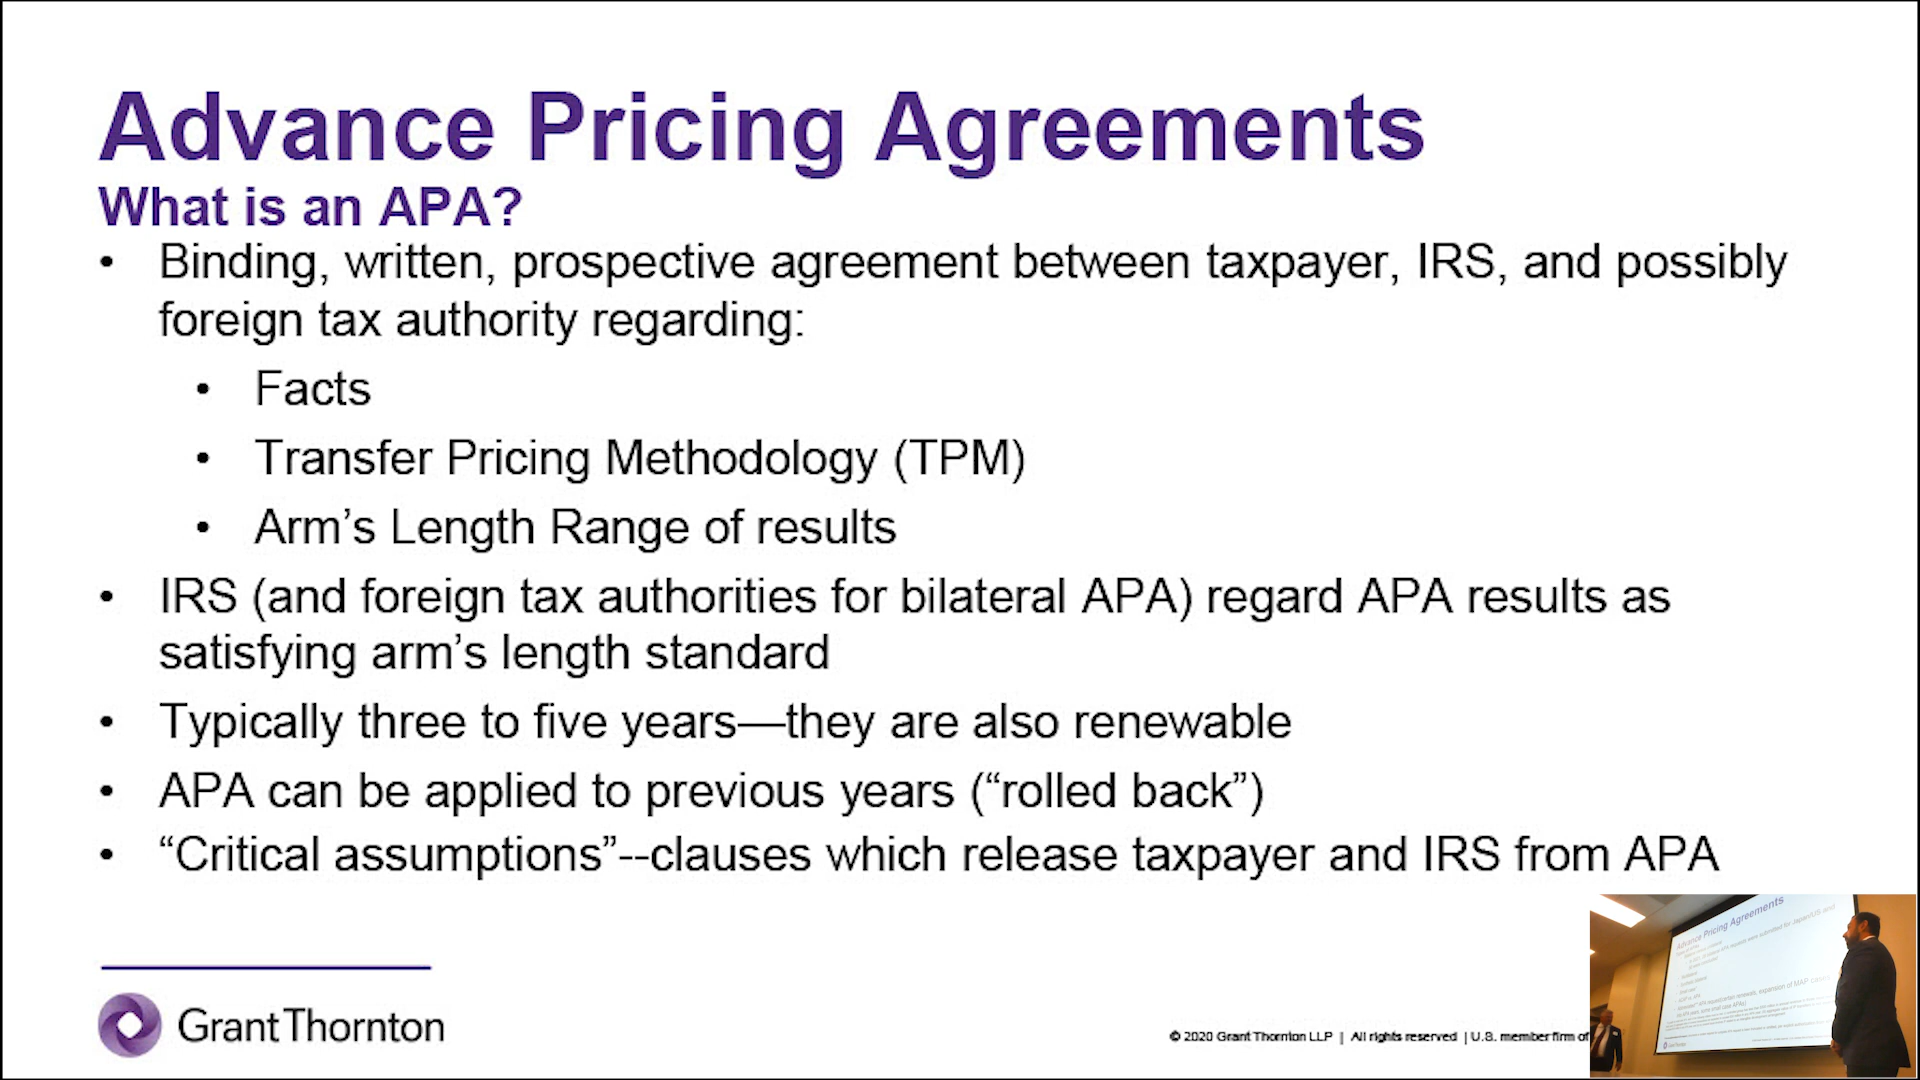 Advance Pricing Agreements
What is an APA?
• Binding, written, prospective agreement between taxpayer, IRS, and possibly
foreign tax authority regarding:
• Facts
• Transfer Pricing Methodology (TPM)
• Arm’s Length Range of results
• IRS (and foreign tax authorities for bilateral APA) regard APA results as
satisfying arm’s length standard
• Typically three to five years—they are also renewable
• APA can be applied to previous years (“rolled back”)
• “Critical assumptions”--clauses which release taxpayer and IRS from APA
Grant Thornton
© 2020 Grant Thornton LLP | All rights reserved | U.S. member firm of
Advance Pricing Agreements